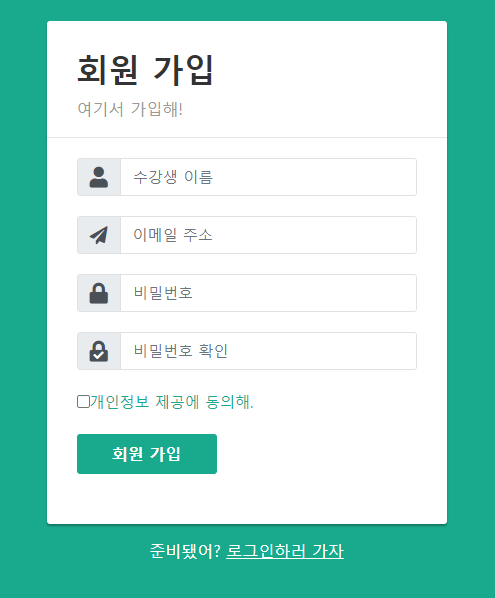 회원 가입
여기서 가입해!
수강생 이름
이메일 주소
비밀번호
비밀번호 확인
개인정보 제공에 동의해.
회원 가입
준비됐어? 로그인하러 가자